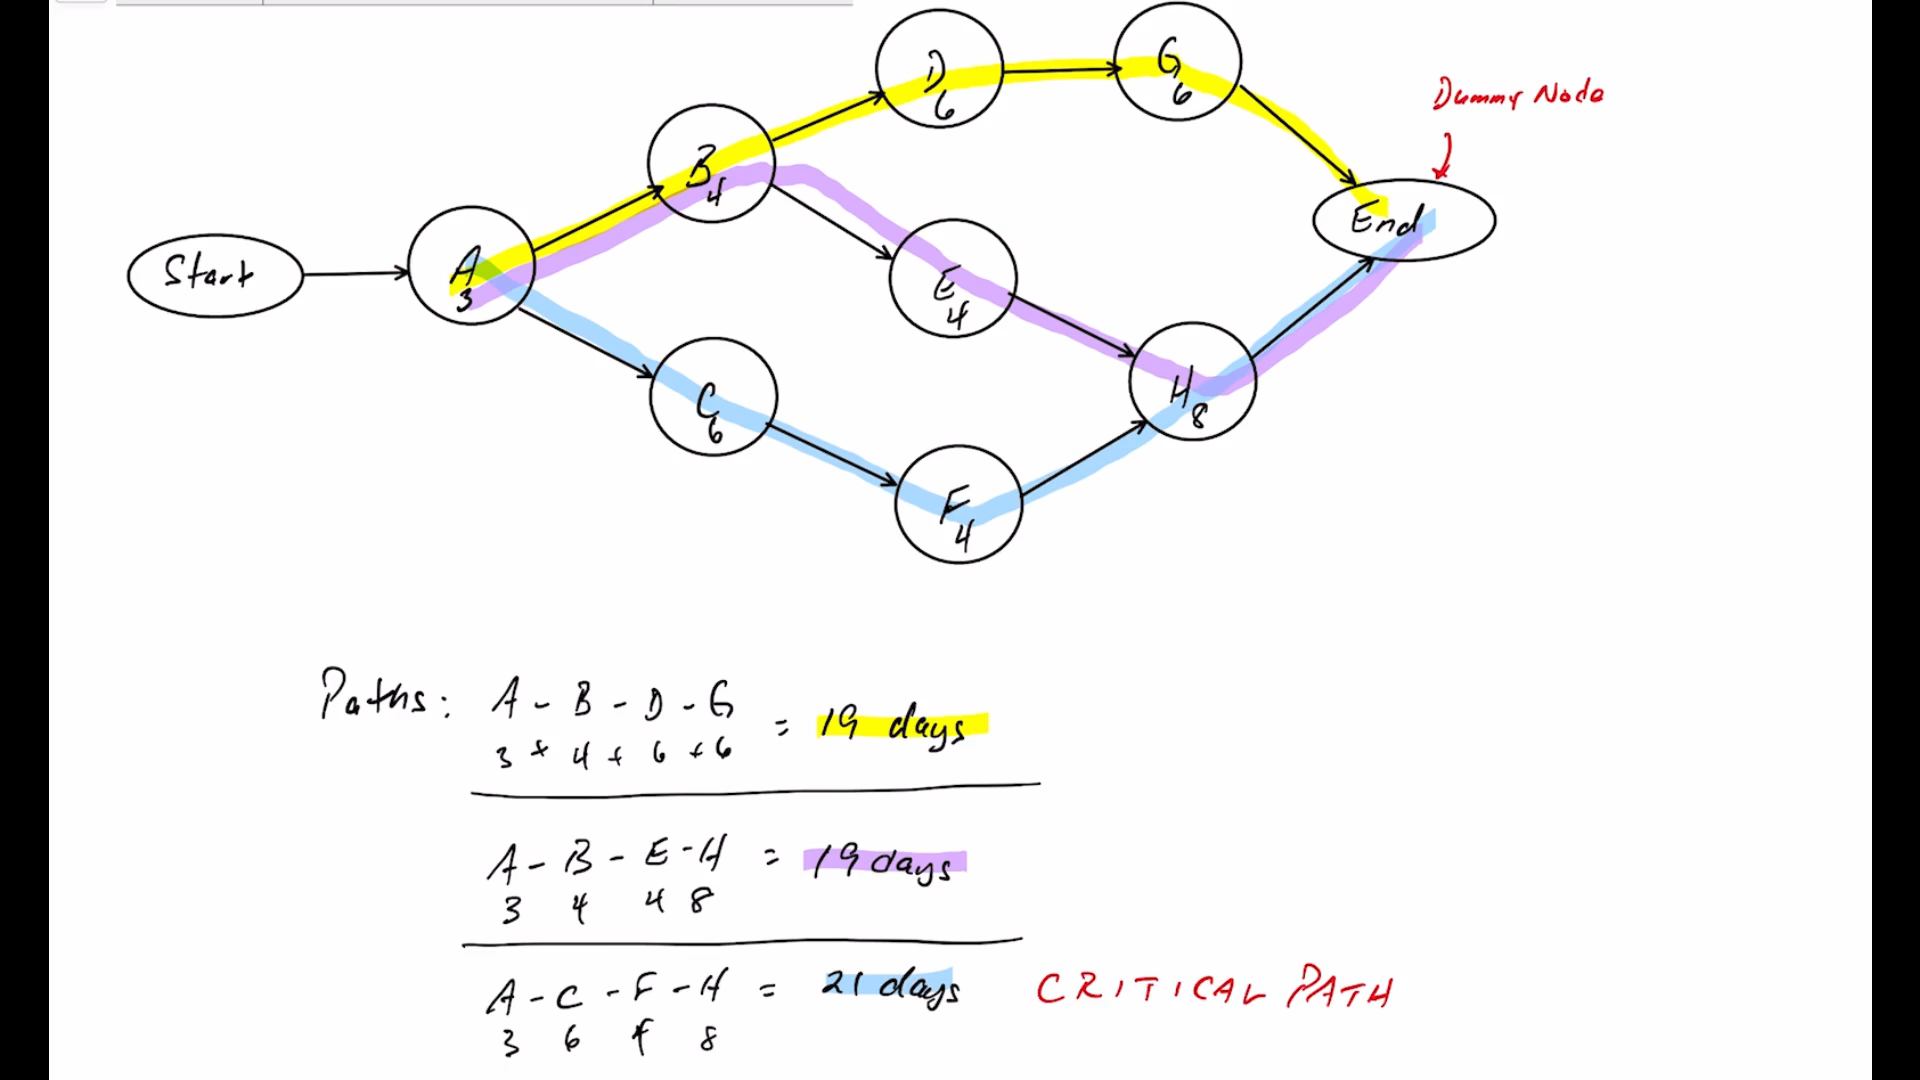 D
6
G
6
Dummy Node
B
4
End
Start
A
3
E
4
H
8
C
6
F
4
Paths: A - B - D - G = 19 days
3 + 4 + 6 + 6
A - B - E - H = 19 days
3 4 4 8
A - C - F - H = 21 days CRITICAL PATH
3 6 4 8